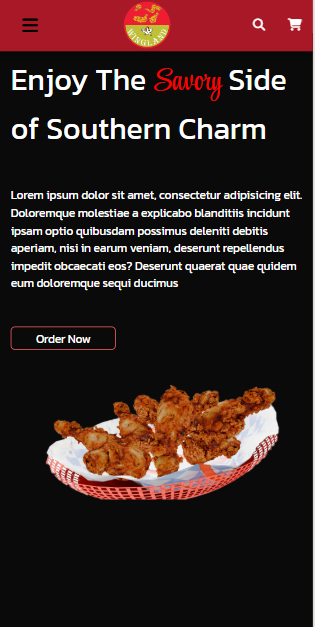 WINGLAND
Enjoy The Savory Side
of Southern Charm
Lorem ipsum dolor sit amet, consectetur adipisicing elit.
Doloremque molestiae a explicabo blanditiis incidunt
ipsam optio quibusdam possimus deleniti debitis
aperiam, nisi in earum veniam, deserunt repellendus
impedit obcaecati eos? Deserunt quaerat quae quidem
eum doloremque sequi ducimus
Order Now